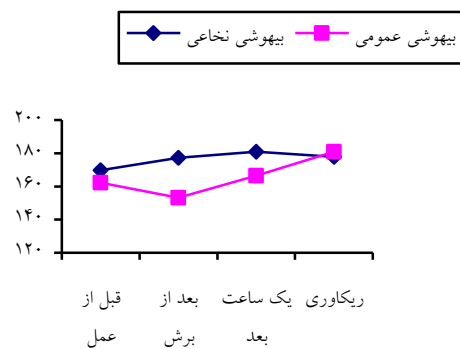 بیهوشی نخاعی بیهوشی عمومی
۲۰۰
۱۸۰
۱۶۰
۱۴۰
۱۲۰
قبل از عمل
بعد از برش
یک ساعت بعد
ریکاوری